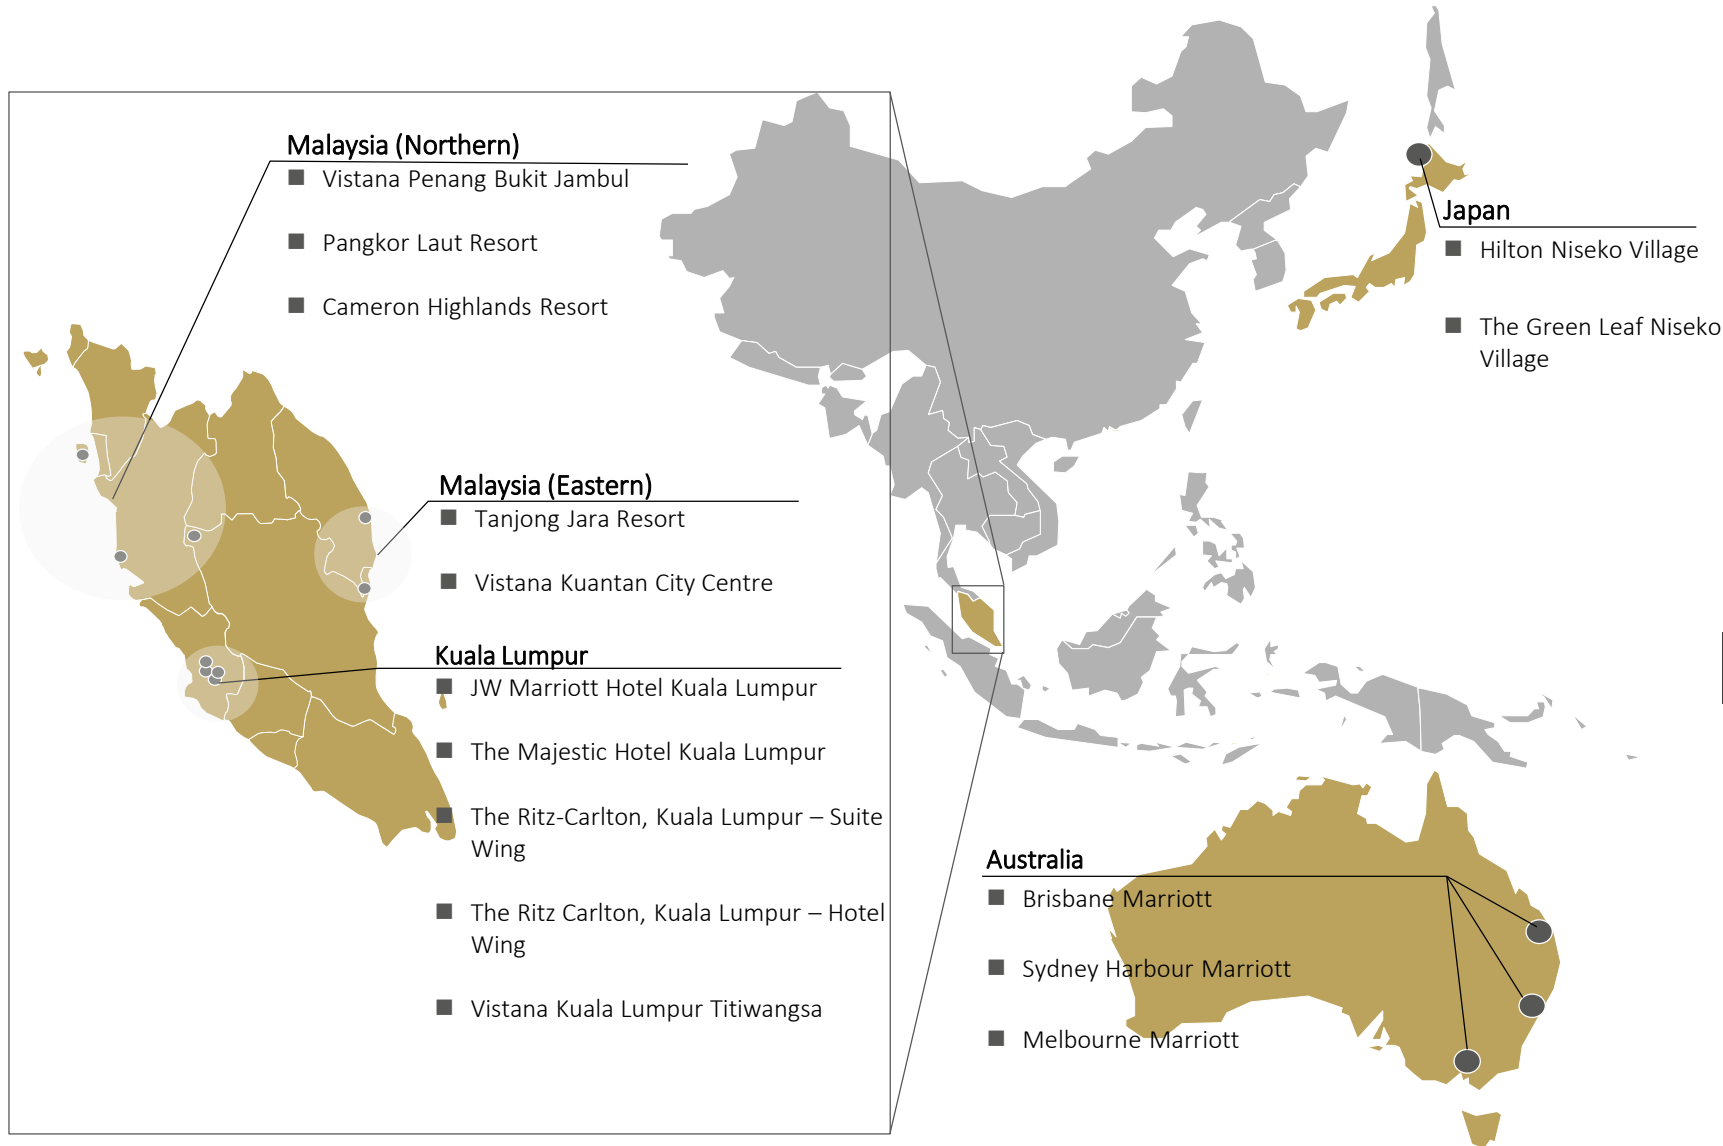 Malaysia (Northern)
Vistana Penang Bukit Jambul
Pangkor Laut Resort
Cameron Highlands Resort
Malaysia (Eastern)
Tanjong Jara Resort
Vistana Kuantan City Centre
Kuala Lumpur
JW Marriott Hotel Kuala Lumpur
The Majestic Hotel Kuala Lumpur
The Ritz-Carlton, Kuala Lumpur – Suite
Wing
The Ritz Carlton, Kuala Lumpur – Hotel
Wing
Vistana Kuala Lumpur Titiwangsa
Japan
Hilton Niseko Village
The Green Leaf Niseko
Village
Australia
Brisbane Marriott
Sydney Harbour Marriott
Melbourne Marriott